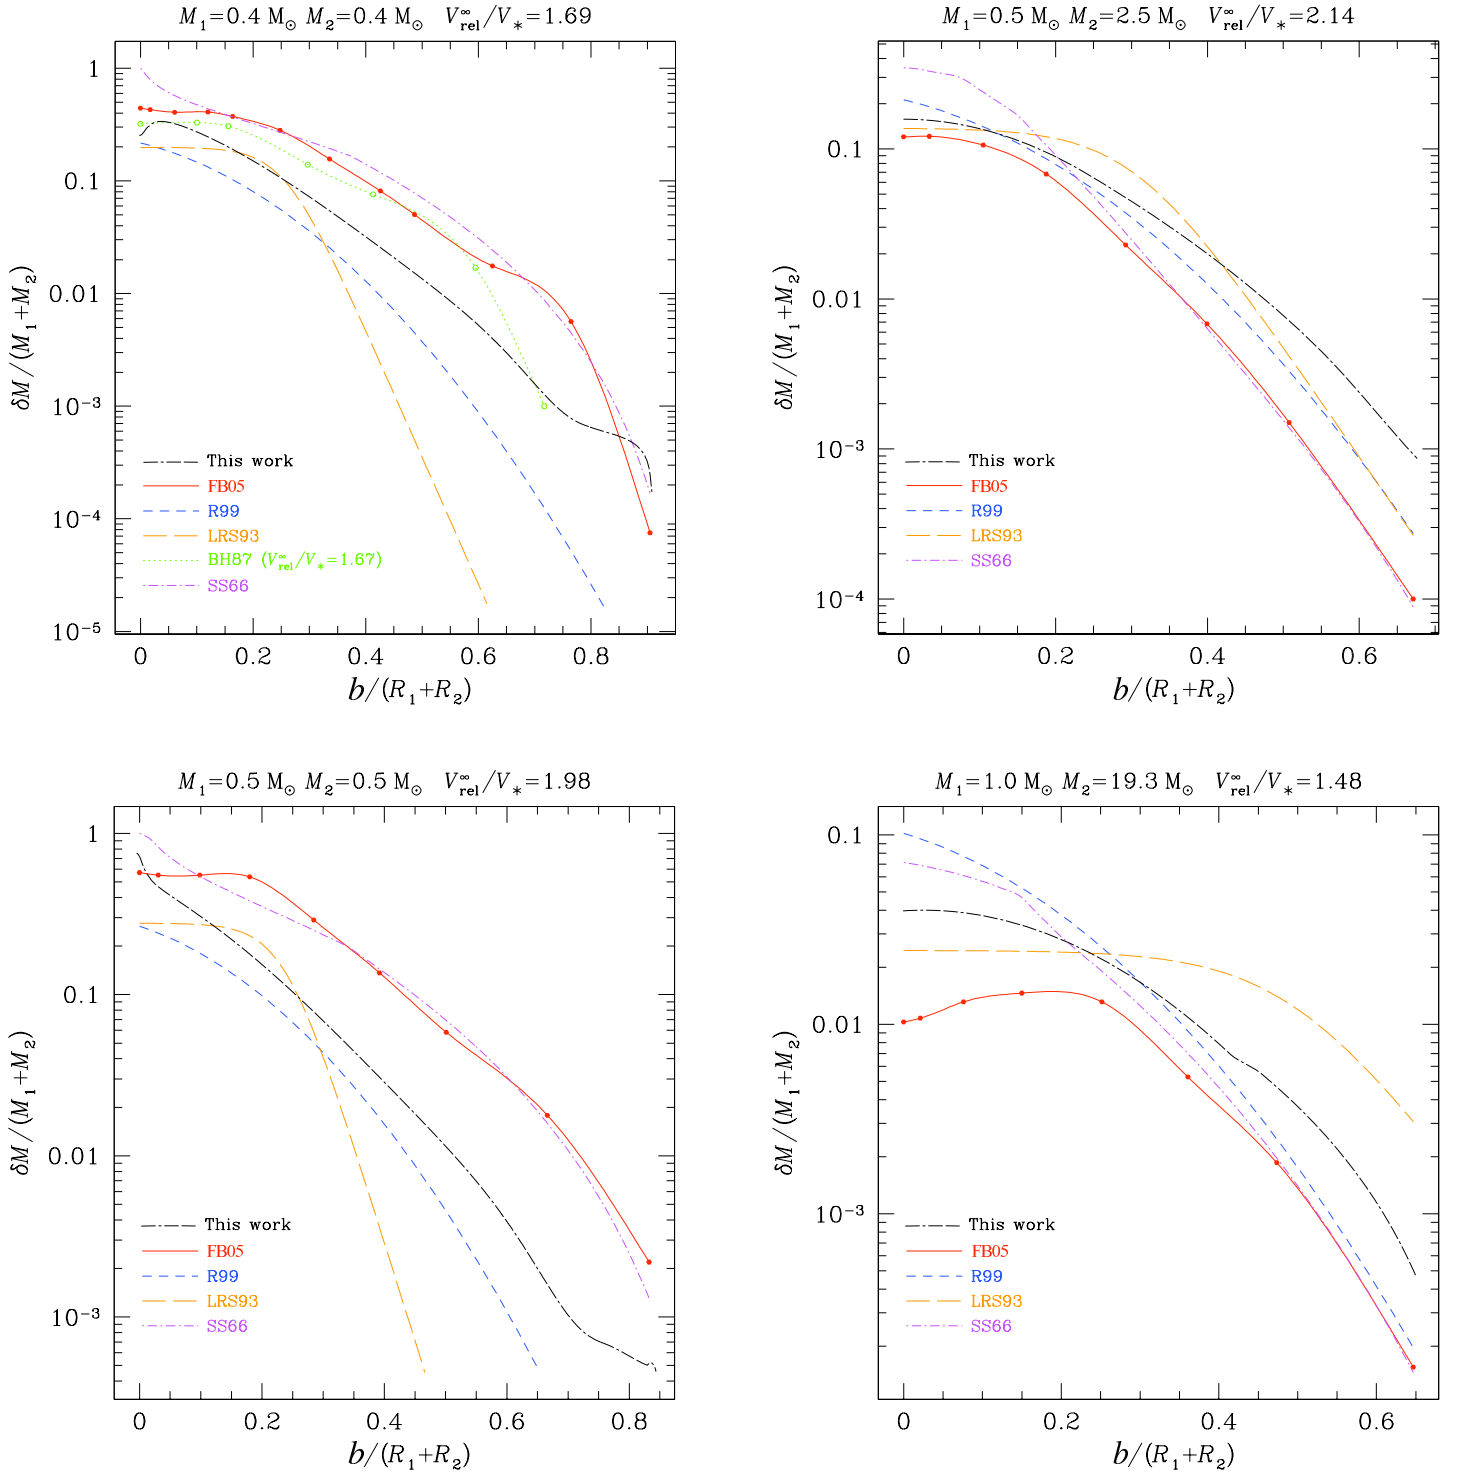 M₁=0.4 M☉ M₂=0.4 M☉ V∞rel/V*=1.69
1
0.1
0.01
10⁻³
10⁻⁴
10⁻⁵
δM/(M₁+M₂)
This work
FB05
R99
LRS93
BH87 (V∞rel/V*=1.67)
SS66
0 0.2 0.4 0.6 0.8
b/(R₁+R₂)
M₁=0.5 M☉ M₂=2.5 M☉ V∞rel/V*=2.14
0.1
0.01
10⁻³
10⁻⁴
δM/(M₁+M₂)
This work
FB05
R99
LRS93
SS66
0 0.2 0.4 0.6
b/(R₁+R₂)
M₁=0.5 M☉ M₂=0.5 M☉ V∞rel/V*=1.98
1
0.1
0.01
10⁻³
δM/(M₁+M₂)
This work
FB05
R99
LRS93
SS66
0 0.2 0.4 0.6 0.8
b/(R₁+R₂)
M₁=1.0 M☉ M₂=19.3 M☉ V∞rel/V*=1.48
0.1
0.01
10⁻³
δM/(M₁+M₂)
This work
FB05
R99
LRS93
SS66
0 0.2 0.4 0.6
b/(R₁+R₂)